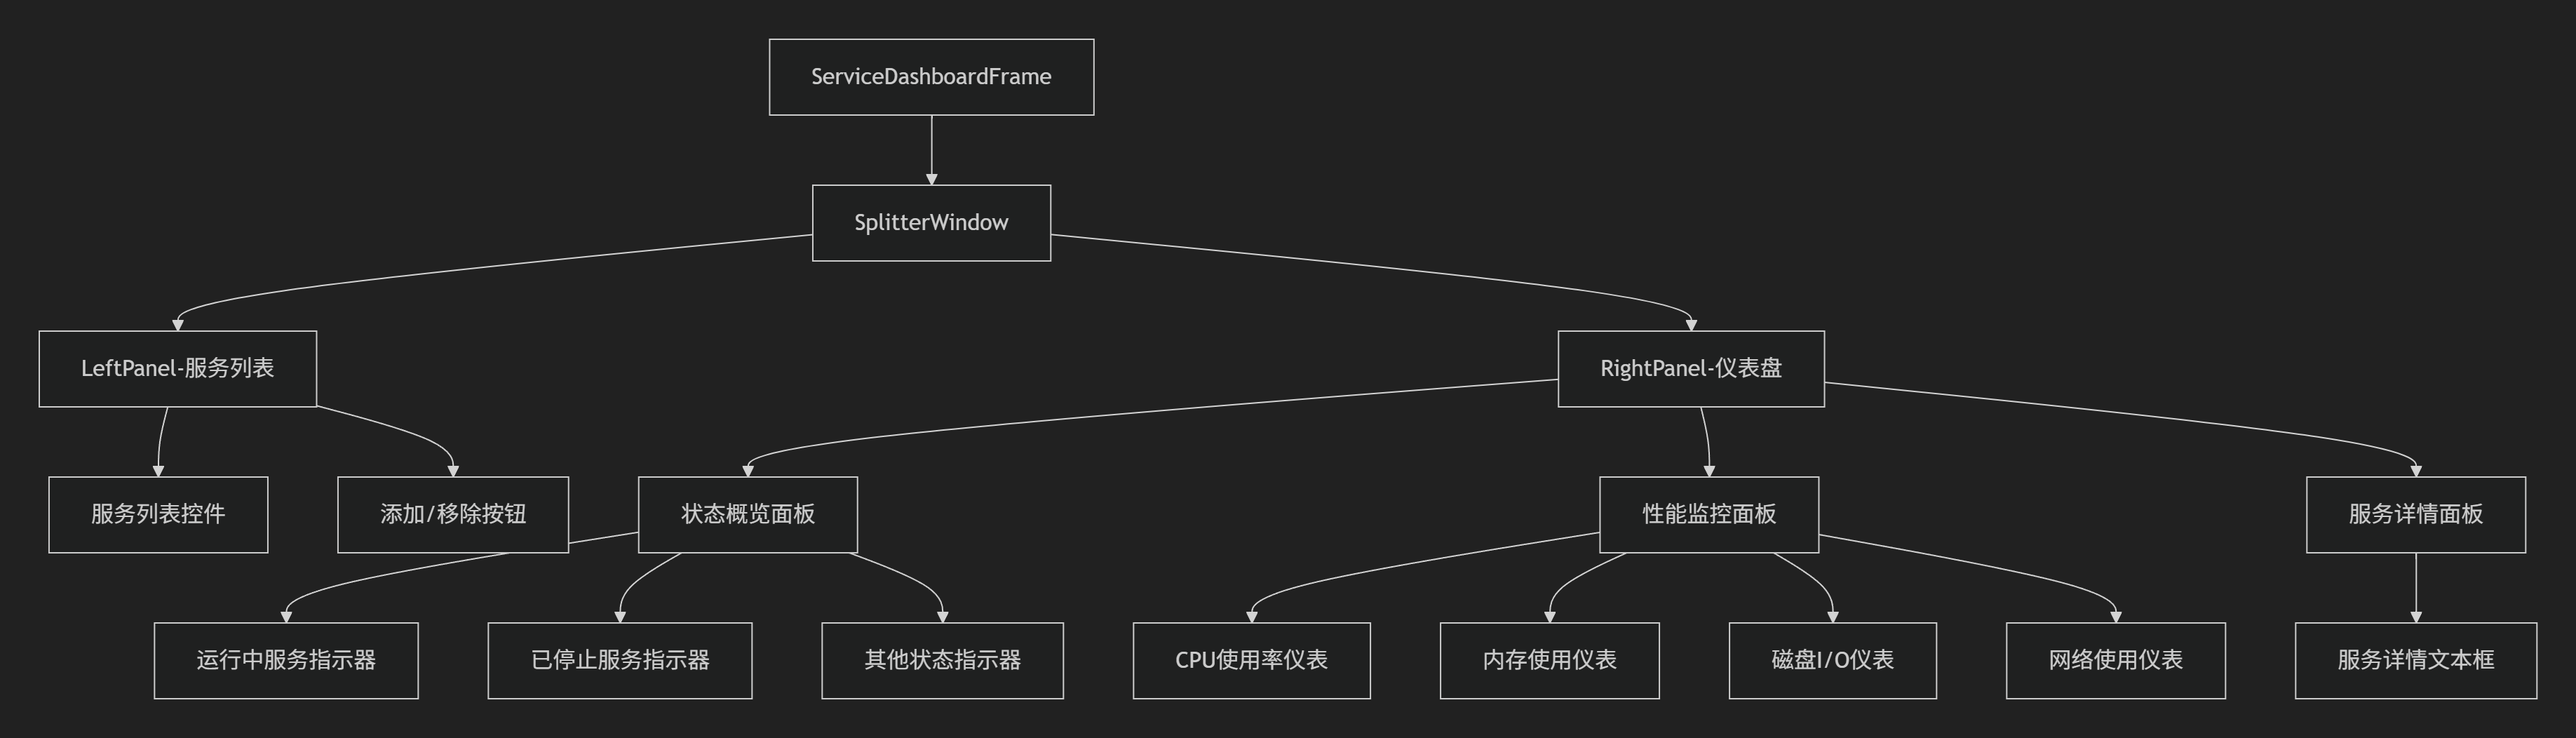 ServiceDashboardFrame
SplitterWindow
LeftPanel-服务列表
RightPanel-仪表盘
服务列表控件
添加/移除按钮
状态概览面板
性能监控面板
服务详情面板
运行中服务指示器
已停止服务指示器
其他状态指示器
CPU使用率仪表
内存使用仪表
磁盘I/O仪表
网络使用仪表
服务详情文本框